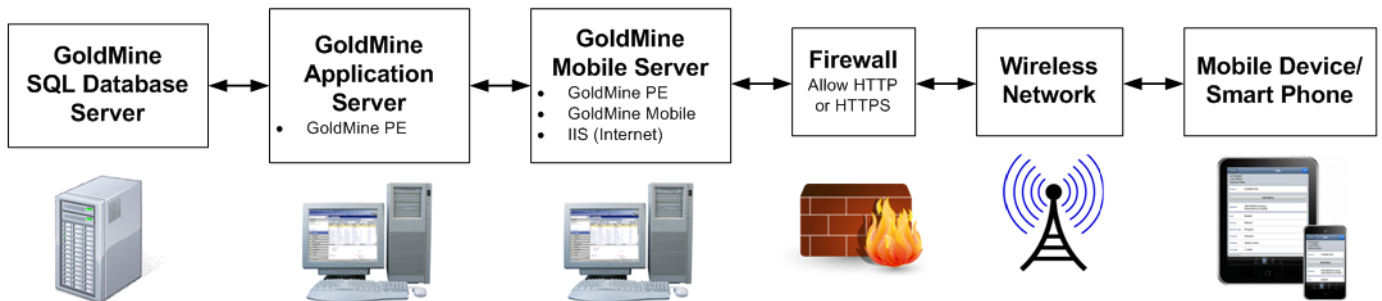 GoldMine
SQL Database
Server
GoldMine
Application
Server
• GoldMine PE
GoldMine
Mobile Server
• GoldMine PE
• GoldMine Mobile
• IIS (Internet)
Firewall
Allow HTTP
or HTTPS
Wireless
Network
Mobile Device/
Smart Phone